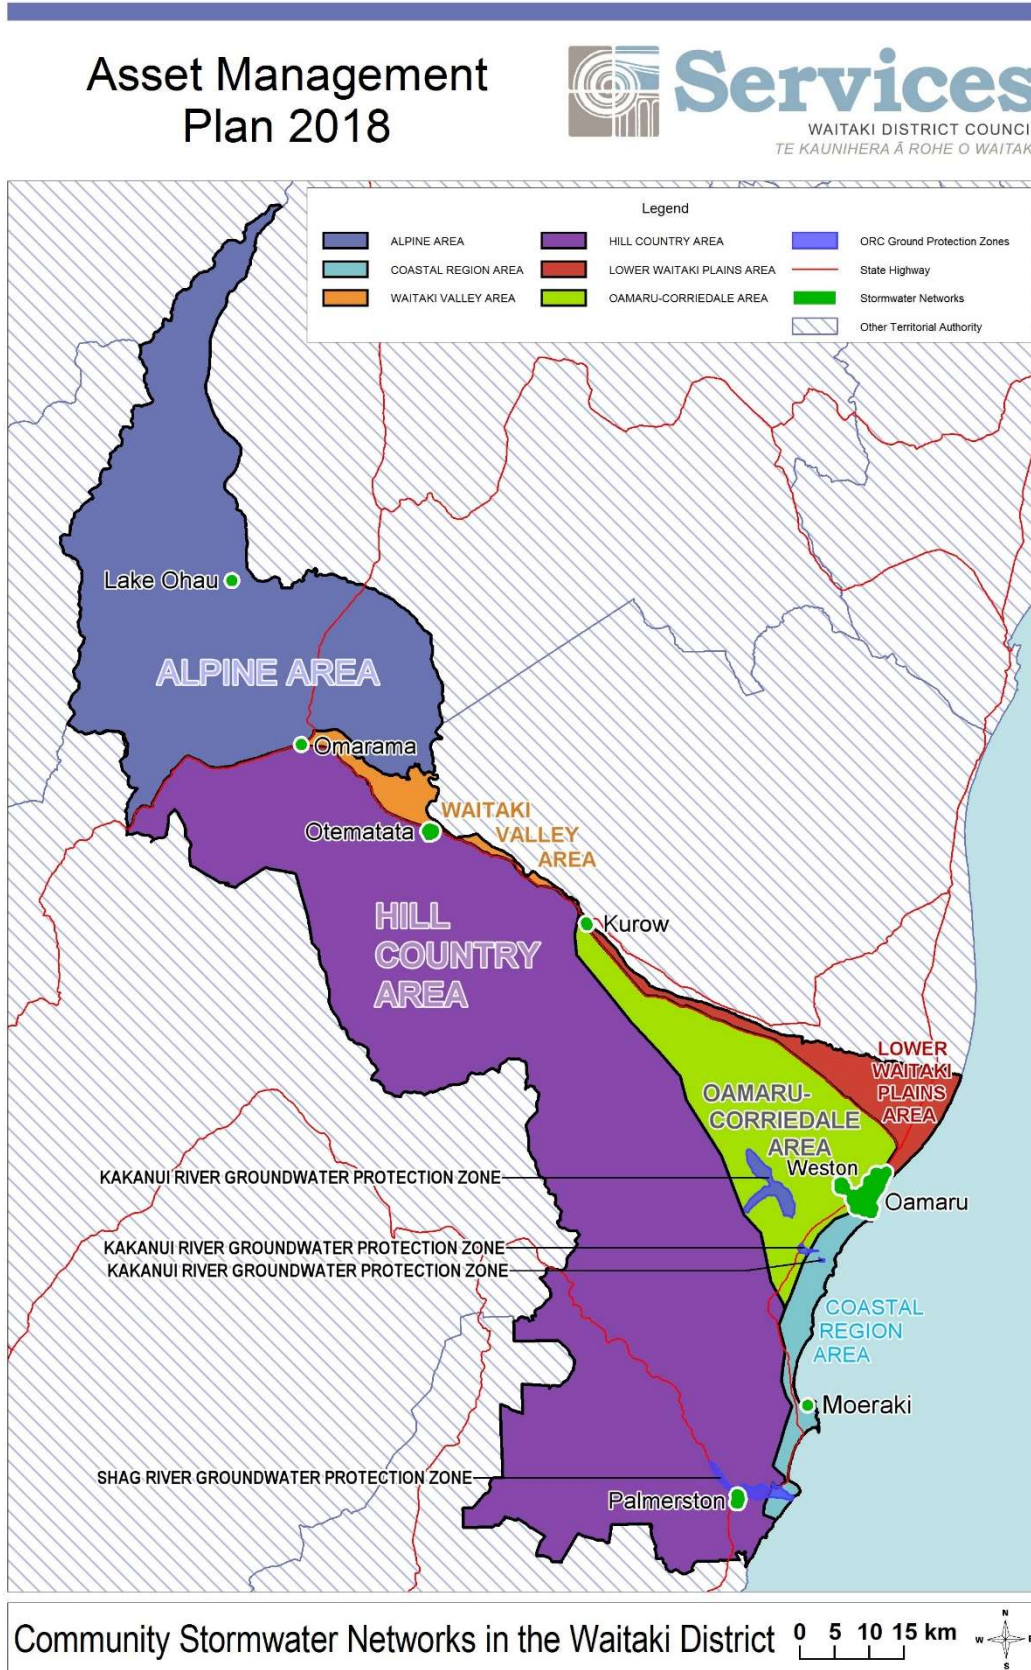 Asset Management
Plan 2018
Services
WAITAKI DISTRICT COUNCI
TE KAUNIHERA Ā ROHE O WAITAK
Legend
ALPINE AREA
HILL COUNTRY AREA
ORC Ground Protection Zones
COASTAL REGION AREA
LOWER WAITAKI PLAINS AREA
State Highway
WAITAKI VALLEY AREA
OAMARU-CORRIEDALE AREA
Stormwater Networks
Other Territorial Authority
Lake Ohau
ALPINE AREA
Omarama
WAITAKI
VALLEY
AREA
Otematata
HILL
COUNTRY
AREA
Kurow
LOWER
WAITAKI
PLAINS
AREA
OAMARU-
CORRIEDALE
AREA
Weston
KAKANUI RIVER GROUNDWATER PROTECTION ZONE
Oamaru
KAKANUI RIVER GROUNDWATER PROTECTION ZONE
KAKANUI RIVER GROUNDWATER PROTECTION ZONE
COASTAL
REGION
AREA
Moeraki
SHAG RIVER GROUNDWATER PROTECTION ZONE
Palmerston
Community Stormwater Networks in the Waitaki District
0 5 10 15 km
N
W E
S